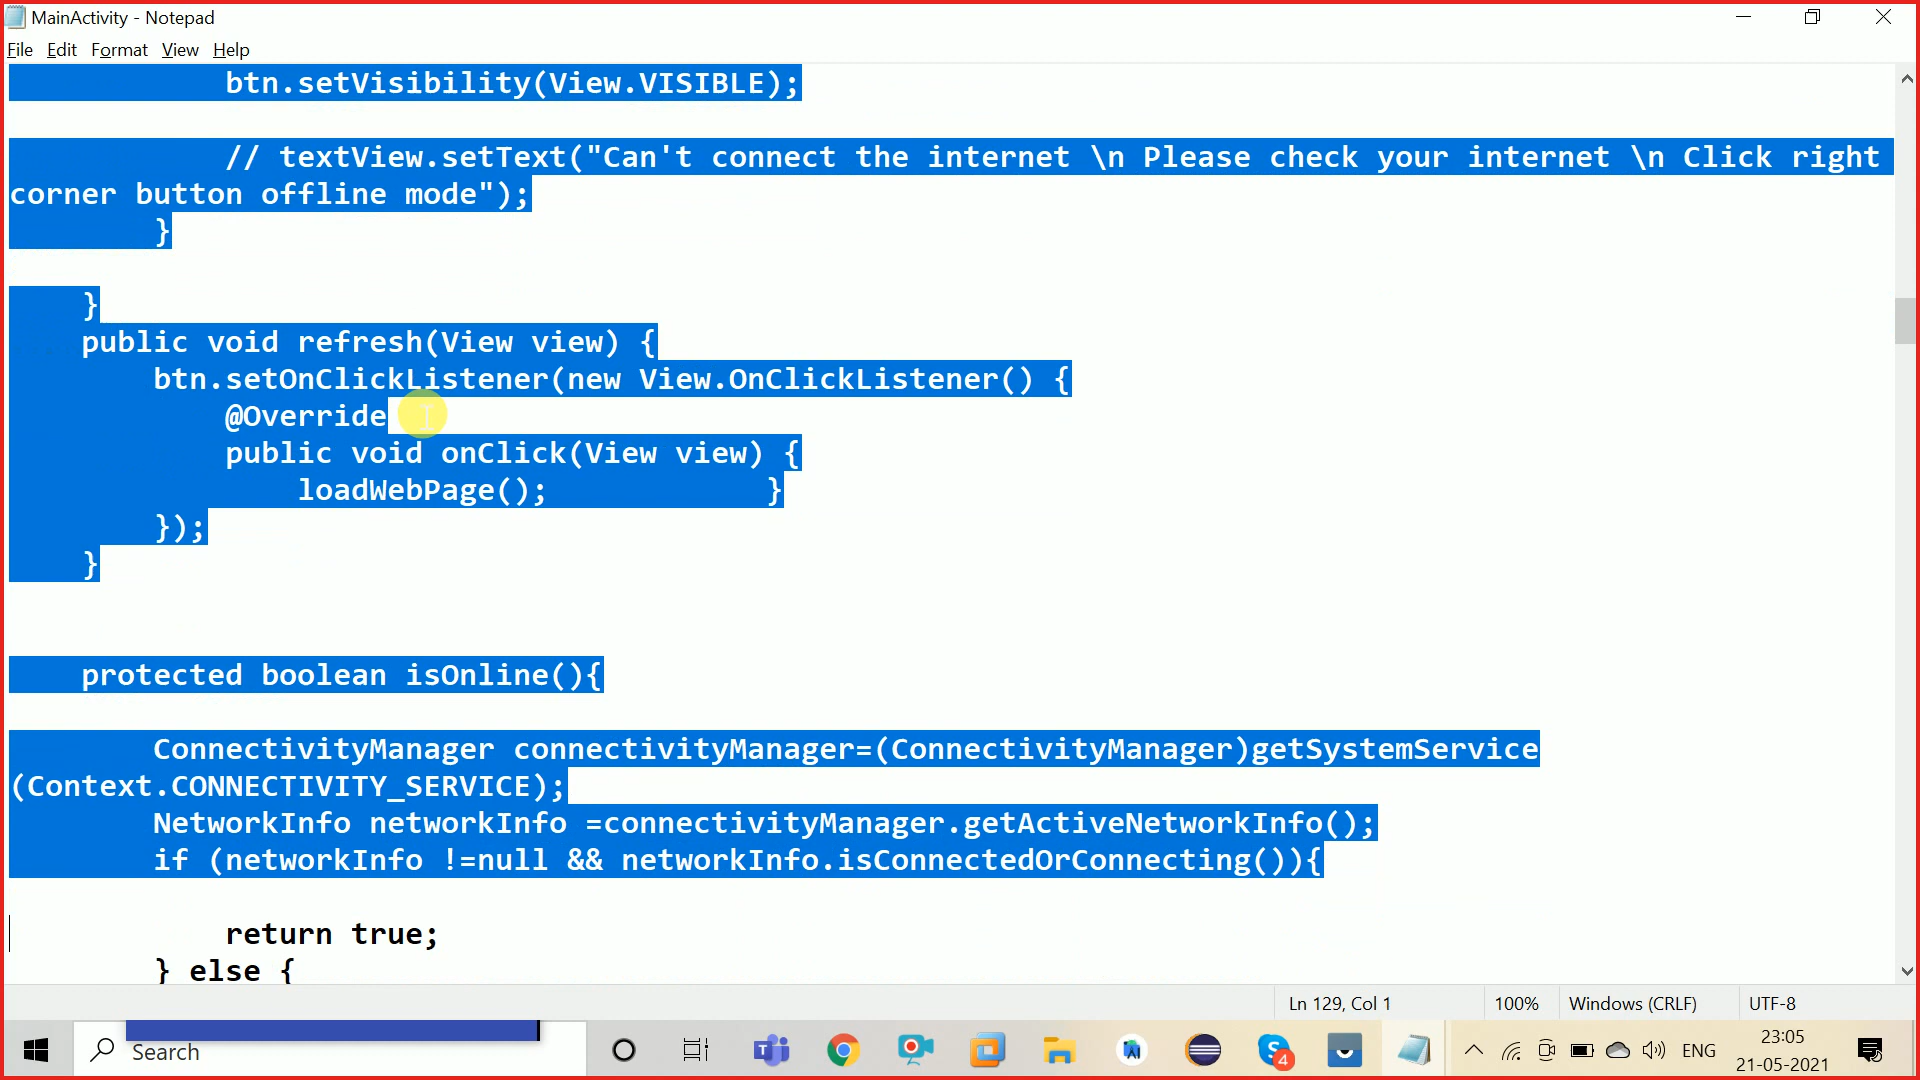 MainActivity - Notepad
File Edit Format View Help
btn.setVisibility(View.VISIBLE);
// textView.setText("Can't connect the internet \n Please check your internet \n Click right
corner button offline mode");
}
}
public void refresh(View view) {
btn.setOnClickListener(new View.OnClickListener() {
@Override
public void onClick(View view) {
loadWebPage(); }
});
}
protected boolean isOnline(){
ConnectivityManager connectivityManager=(ConnectivityManager)getSystemService
(Context.CONNECTIVITY_SERVICE);
NetworkInfo networkInfo =connectivityManager.getActiveNetworkInfo();
if (networkInfo !=null && networkInfo.isConnectedOrConnecting()){
return true;
} else {
Ln 129, Col 1 100% Windows (CRLF) UTF-8
Search 4 ENG 23:05
21-05-2021